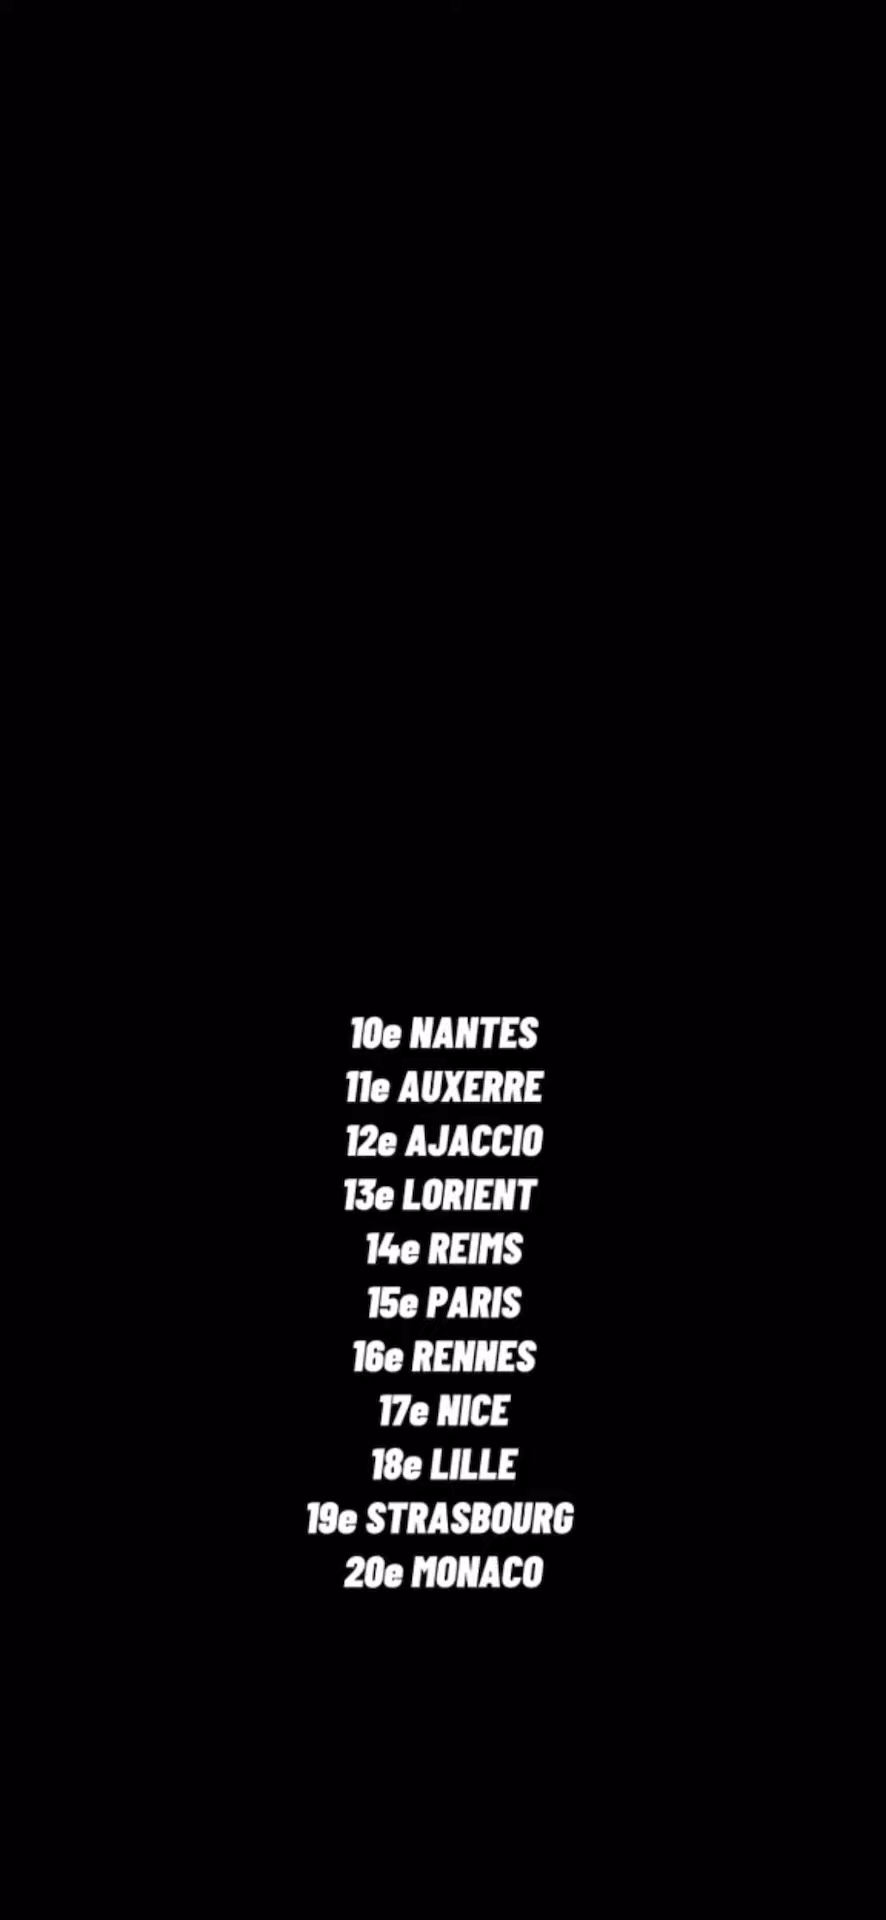 10e NANTES
11e AUXERRE
12e AJACCIO
13e LORIENT
14e REIMS
15e PARIS
16e RENNES
17e NICE
18e LILLE
19e STRASBOURG
20e MONACO